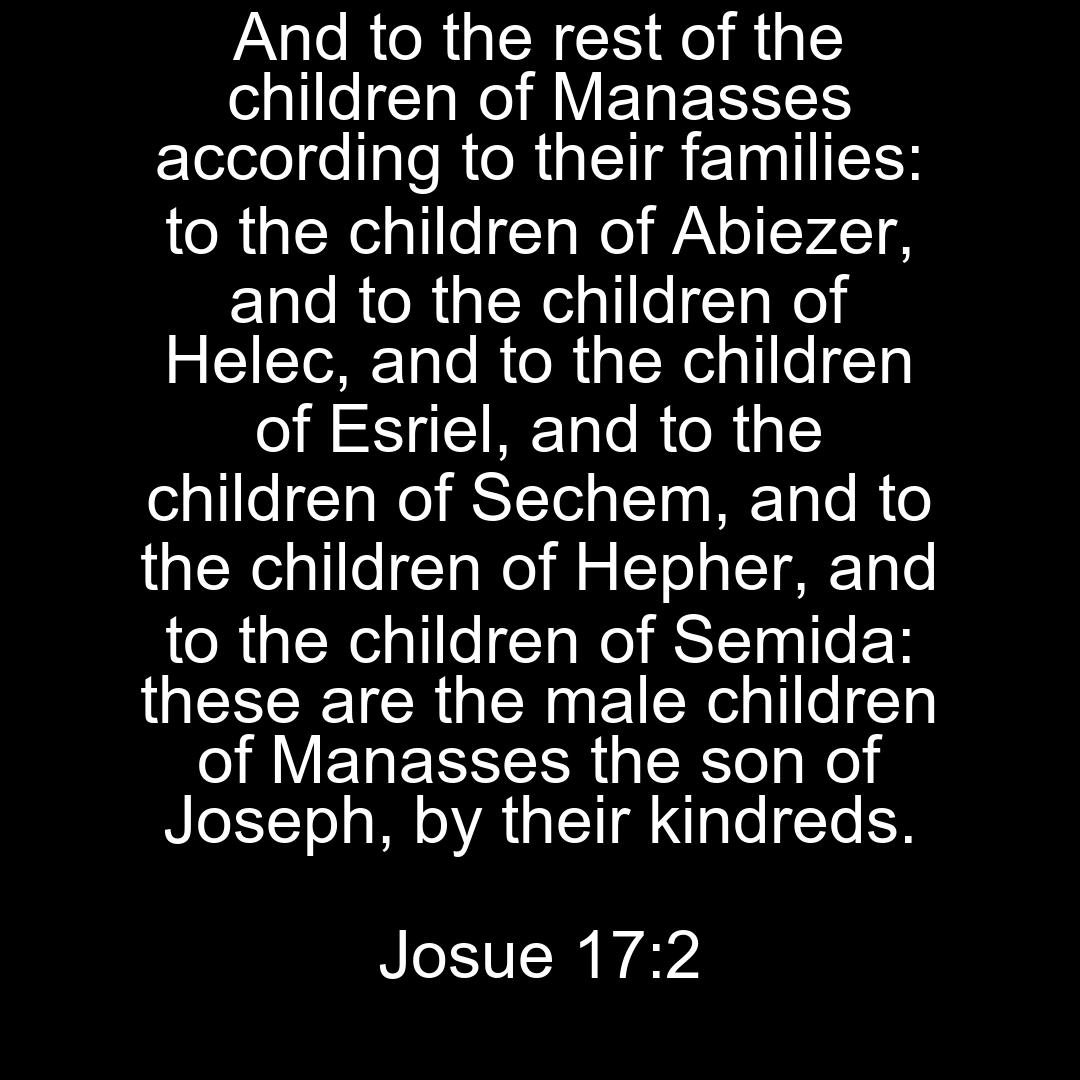 And to the rest of the
children of Manasses
according to their families:
to the children of Abiezer,
and to the children of
Helec, and to the children
of Esriel, and to the
children of Sechem, and to
the children of Hepher, and
to the children of Semida:
these are the male children
of Manasses the son of
Joseph, by their kindreds.
Josue 17:2